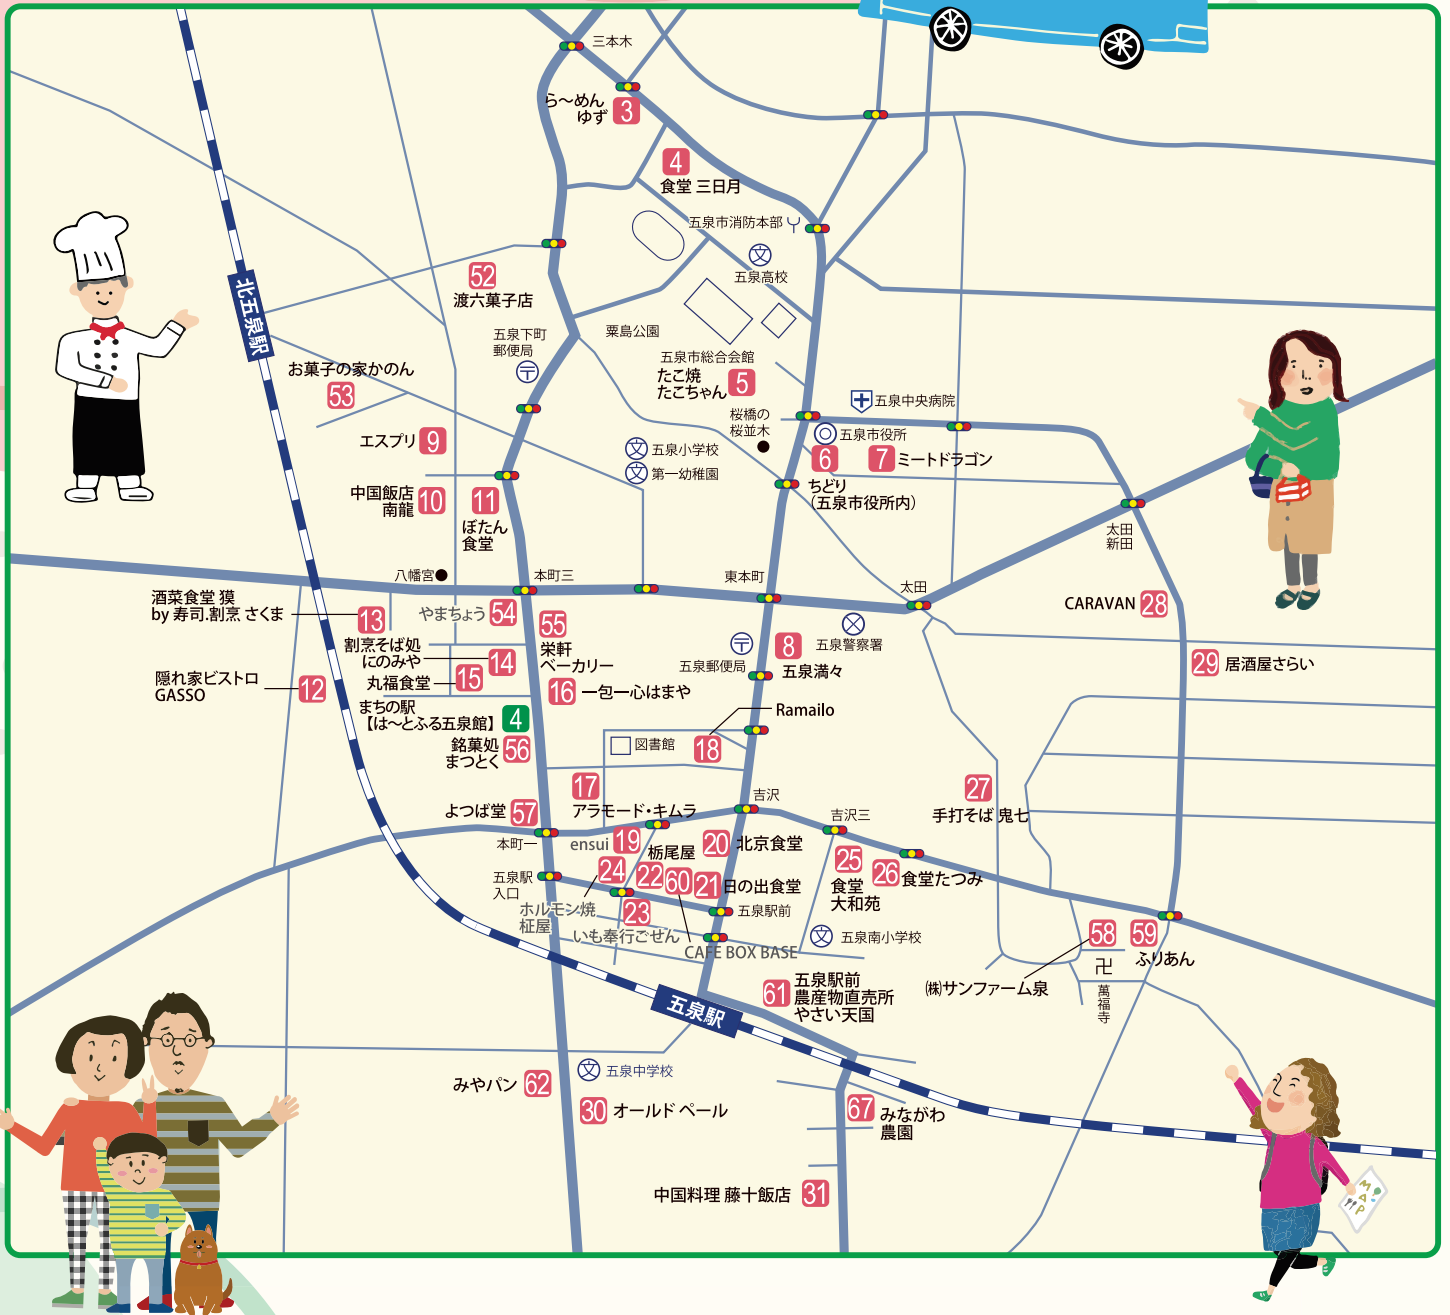 三本木
ら〜めん
ゆず
3
4
食堂 三日月
五泉市消防本部
文
五泉高校
52
渡六菓子店
北五泉駅
五泉下町
郵便局
粟島公園
五泉市総合会館
たこ焼
たこちゃん
5
お菓子の家かのん
53
五泉中央病院
桜橋の
桜並木
五泉市役所
エスプリ
9
文
五泉小学校
文
第一幼稚園
6
7
ミートドラゴン
ちどり
(五泉市役所内)
中国飯店
南龍
10
11
ぼたん
食堂
太田
新田
八幡宮
本町三
東本町
太田
酒菜食堂 獏
by 寿司.割烹 さくま
13
やまちょう
54
55
栄軒
ベーカリー
CARAVAN
28
割烹そば処
にのみや
14
五泉郵便局
8
五泉満々
五泉警察署
29
居酒屋さらい
隠れ家ビストロ
GASSO
12
丸福食堂
15
16
一包一心はまや
まちの駅
【は〜とふる五泉館】
4
Ramailo
図書館
18
銘菓処
まつとく
56
17
アラモード・キムラ
吉沢
吉沢三
27
手打そば 鬼七
よつば堂
57
本町一
ensui
19
栃尾屋
20
北京食堂
25
食堂
大和苑
26
食堂たつみ
五泉駅
入口
24
22
60
21
日の出食堂
ホルモン焼
柾屋
23
五泉駅前
いも奉行ごぜん
CAFE BOX BASE
文
五泉南小学校
58
59
ふりあん
卍
萬福寺
㈱サンファーム泉
61
五泉駅前
農産物直売所
やさい天国
五泉駅
みやパン
62
文
五泉中学校
30
オールド ペール
67
みながわ
農園
中国料理 藤十飯店
31
MAP